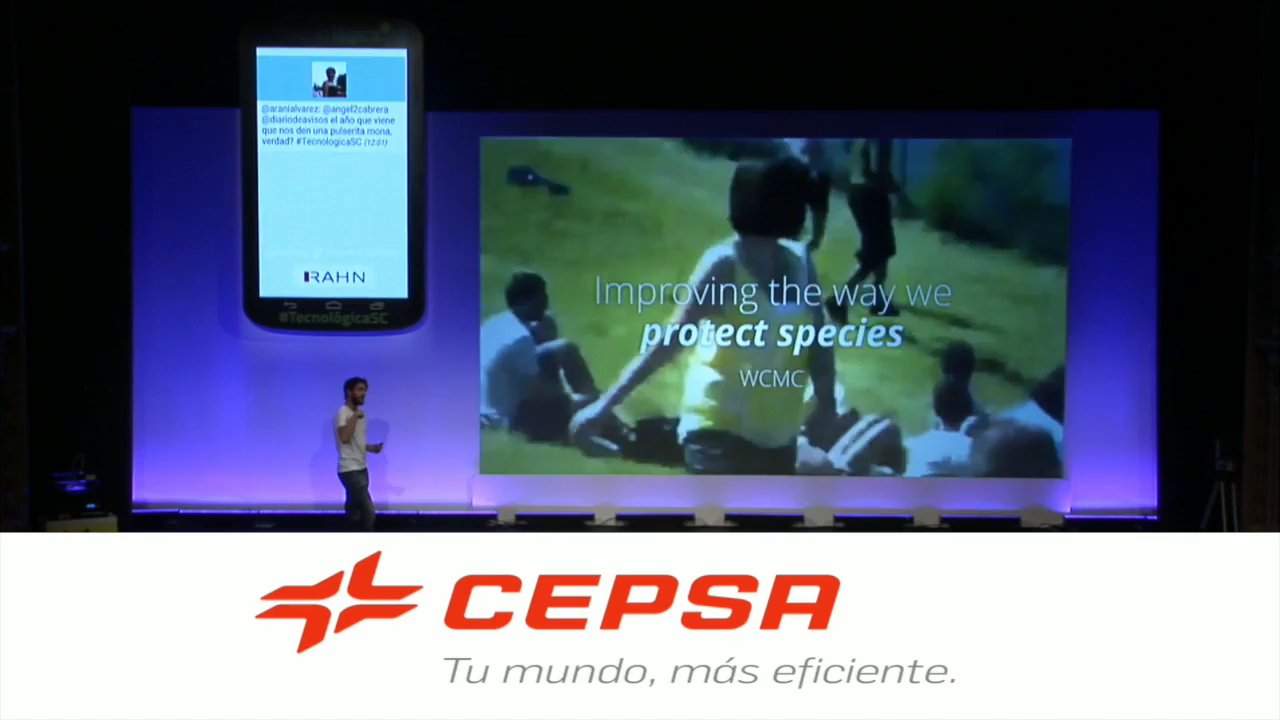 @aranialvarez: @angel2cabrera
@diariodeavisos el año que viene
que nos den una pulserita mona,
verdad? #TecnologicaSC (12:01)
RAHN
#TecnológicaSC
Improving the way we
protect species
WCMC
CEPSA
Tu mundo, más eficiente.